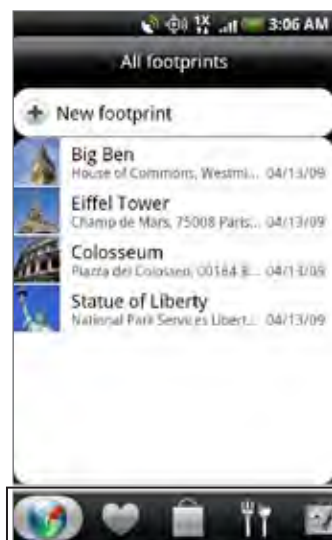 1X 3:06 AM
All footprints
New footprint
Big Ben
House of Commons, Westmi... 04/13/09
Eiffel Tower
Champ de Mars, 75008 Paris... 04/13/09
Colosseum
Piazza del Colosseo, 00184 R... 04/13/09
Statue of Liberty
National Park Services Libert... 04/13/09